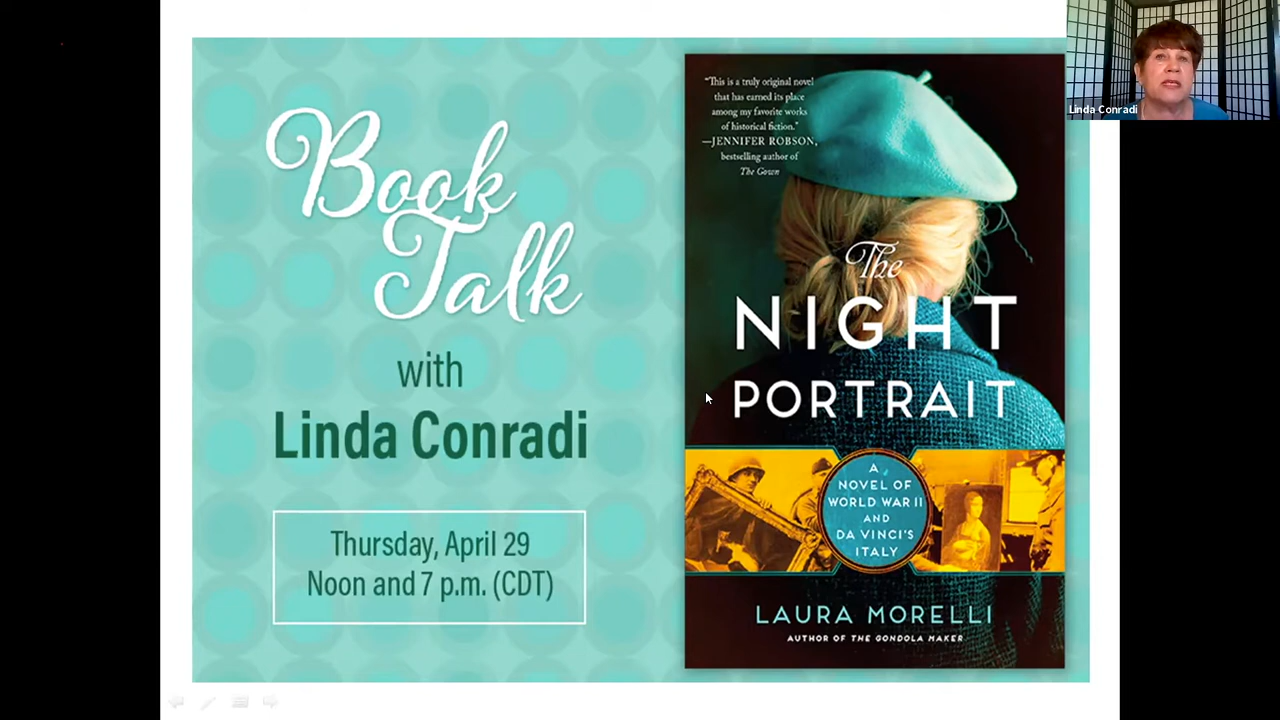 Book
Talk
with
Linda Conradi
Thursday, April 29
Noon and 7 p.m. (CDT)
“This is a truly original novel
that has earned its place
among my favorite works
of historical fiction.”
—JENNIFER ROBSON,
bestselling author of
The Gown
The
NIGHT
PORTRAIT
A
NOVEL OF
WORLD WAR II
AND
DA VINCI'S
ITALY
LAURA MORELLI
AUTHOR OF THE GONDOLA MAKER
Linda Conradi